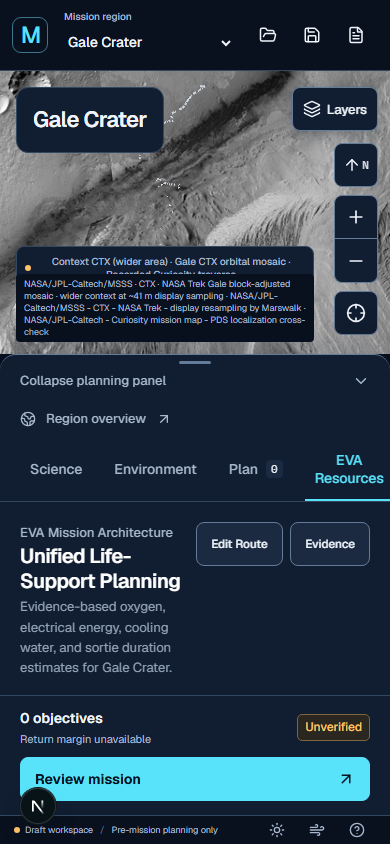 M
Mission region
Gale Crater
Gale Crater
Layers
N
Context CTX (wider area) · Gale CTX orbital mosaic ·
Recorded Curiosity traverse
NASA/JPL-Caltech/MSSS · CTX · NASA Trek Gale block-adjusted
mosaic · wider context at ~41 m display sampling · NASA/JPL-
Caltech/MSSS - CTX - NASA Trek - display resampling by Marswalk ·
NASA/JPL-Caltech - Curiosity mission map - PDS localization cross-
check
Collapse planning panel
Region overview
Science
Environment
Plan 0
EVA
Resources
EVA Mission Architecture
Unified Life-
Support Planning
Edit Route
Evidence
Evidence-based oxygen,
electrical energy, cooling
water, and sortie duration
estimates for Gale Crater.
0 objectives
Return margin unavailable
Unverified
Review mission
N
Draft workspace / Pre-mission planning only